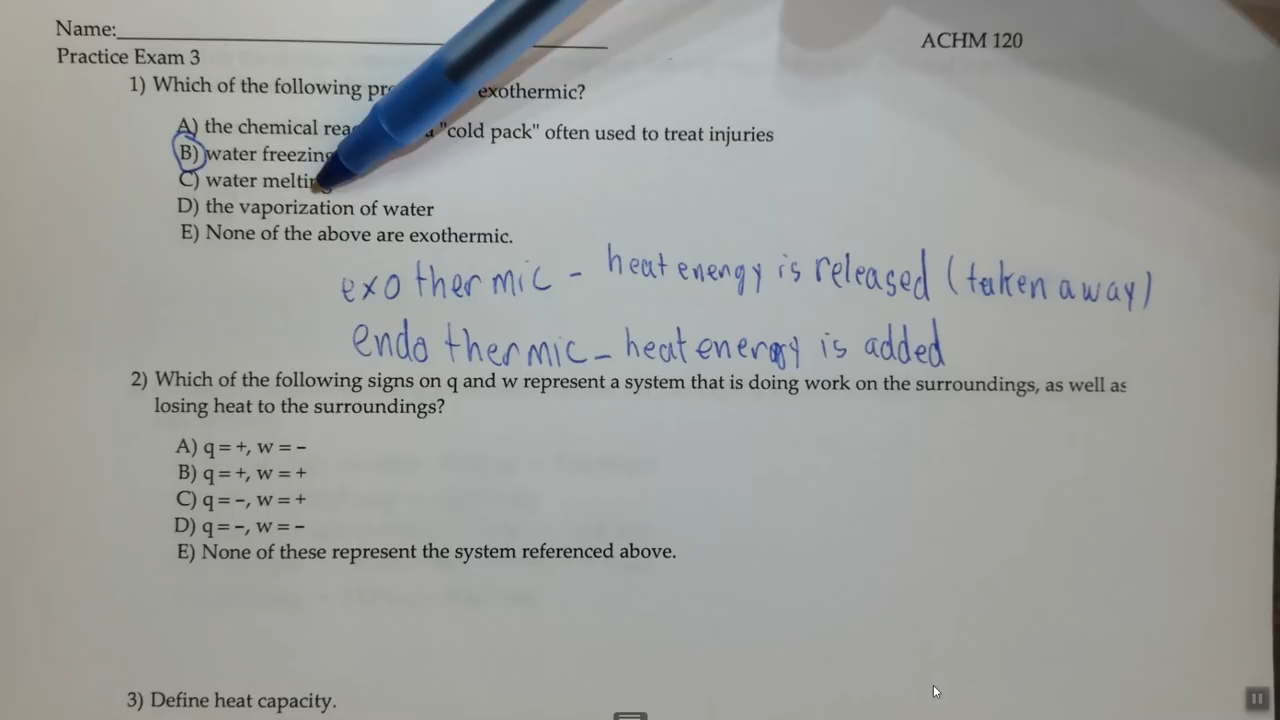 Name:
ACHM 120
Practice Exam 3
1) Which of the following exothermic?
A) the chemical "cold pack" often used to treat injuries
B) water freezing
C) water melting
D) the vaporization of water
E) None of the above are exothermic.
exothermic - heat energy is released (taken away)
endothermic - heat energy is added
2) Which of the following signs on q and w represent a system that is doing work on the surroundings, as well as
losing heat to the surroundings?
A) q = +, w = −
B) q = +, w = +
C) q = −, w = +
D) q = −, w = −
E) None of these represent the system referenced above.
3) Define heat capacity.